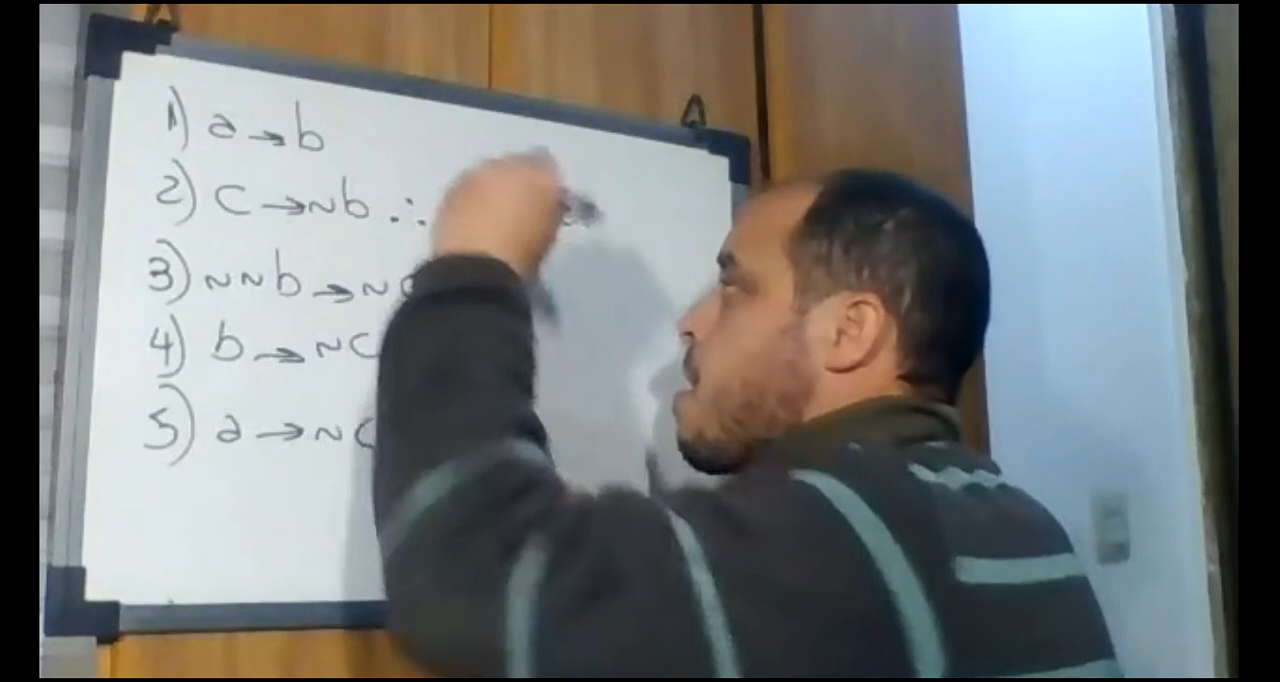 1) a → b
2) c → ~b ∴
3) ~~b → ~c
4) b → ~c
5) a → ~c